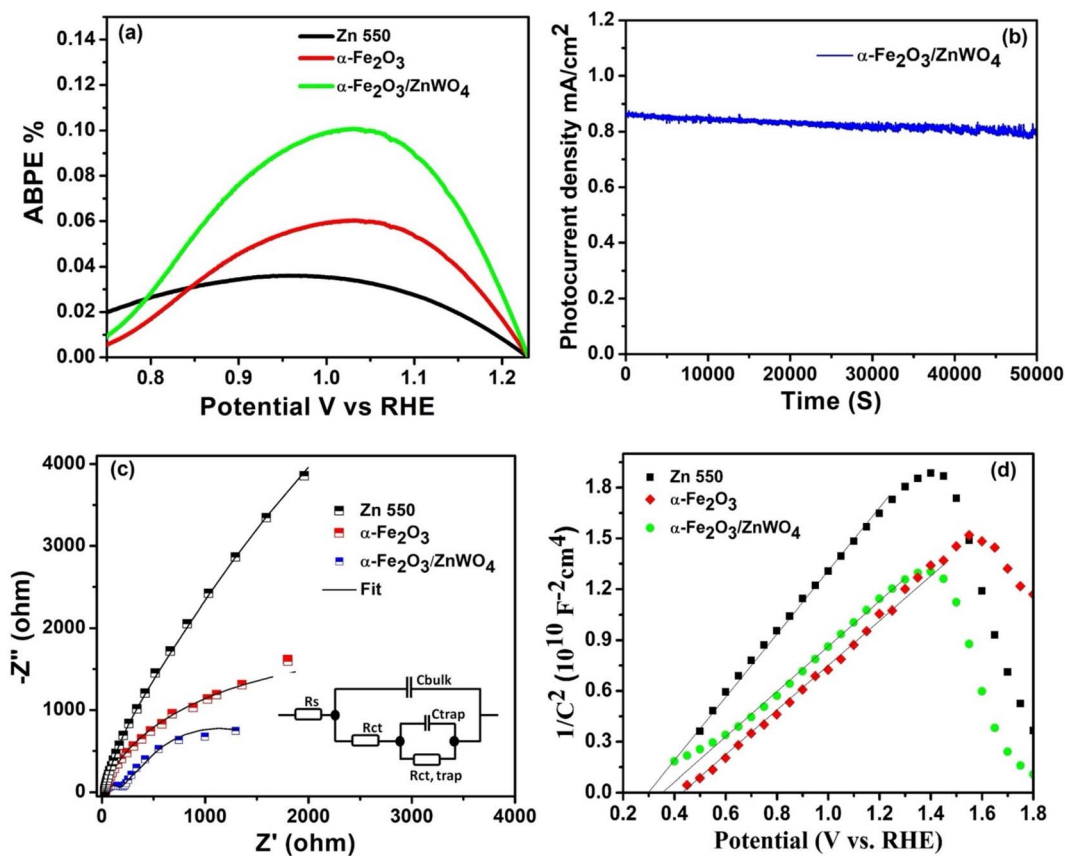 (a)
Zn 550
α-Fe2O3
α-Fe2O3/ZnWO4
0.14
0.12
0.10
0.08
0.06
0.04
0.02
0.00
ABPE %
0.8 0.9 1.0 1.1 1.2
Potential V vs RHE
(b)
α-Fe2O3/ZnWO4
1.2
1.0
0.8
0.6
0.4
0.2
0.0
Photocurrent density mA/cm2
0 10000 20000 30000 40000 50000
Time (S)
(c)
Zn 550
α-Fe2O3
α-Fe2O3/ZnWO4
Fit
4000
3000
2000
1000
0
-Z" (ohm)
Cbulk
Rs
Ctrap
Rct
Rct, trap
0 1000 2000 3000 4000
Z' (ohm)
(d)
Zn 550
α-Fe2O3
α-Fe2O3/ZnWO4
1.8
1.5
1.2
0.9
0.6
0.3
0.0
1/C2 (1010 F-2cm4)
0.2 0.4 0.6 0.8 1.0 1.2 1.4 1.6 1.8
Potential (V vs. RHE)